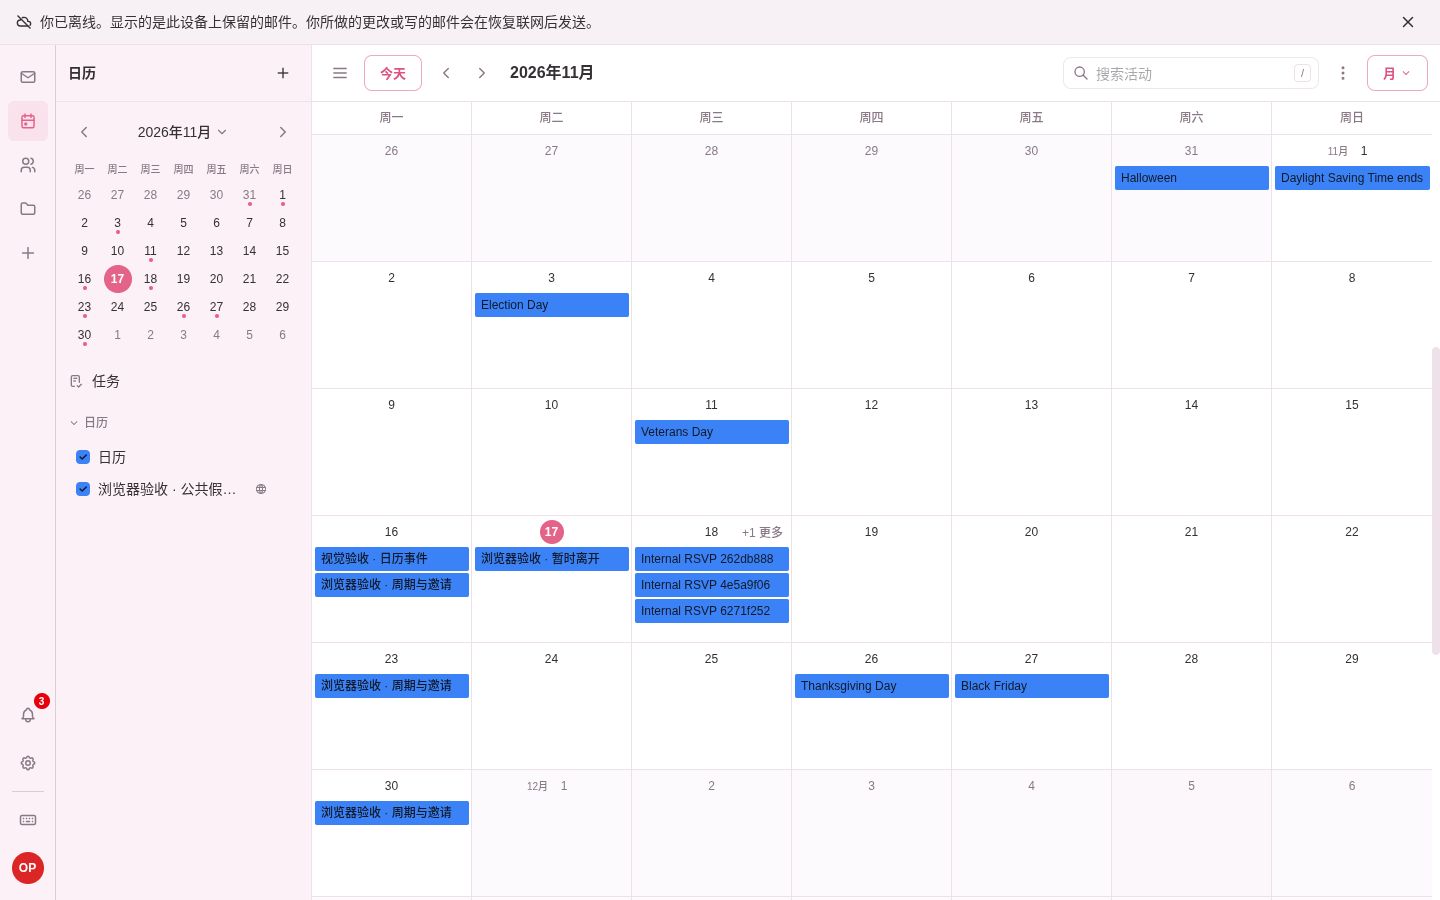 你已离线。显示的是此设备上保留的邮件。你所做的更改或写的邮件会在恢复联网后发送。
日历
今天
2026年11月
搜索活动
/
月
2026年11月
周一 周二 周三 周四 周五 周六 周日
26 27 28 29 30 31 1
2 3 4 5 6 7 8
9 10 11 12 13 14 15
16 17 18 19 20 21 22
23 24 25 26 27 28 29
30 1 2 3 4 5 6
任务
日历
日历
浏览器验收 · 公共假…
3
OP
周一 周二 周三 周四 周五 周六 周日
26 27 28 29 30 31 11月 1
Halloween Daylight Saving Time ends
2 3 4 5 6 7 8
Election Day
9 10 11 12 13 14 15
Veterans Day
16 17 18 +1 更多 19 20 21 22
视觉验收 · 日历事件 浏览器验收 · 暂时离开 Internal RSVP 262db888
浏览器验收 · 周期与邀请 Internal RSVP 4e5a9f06
Internal RSVP 6271f252
23 24 25 26 27 28 29
浏览器验收 · 周期与邀请 Thanksgiving Day Black Friday
30 12月 1 2 3 4 5 6
浏览器验收 · 周期与邀请